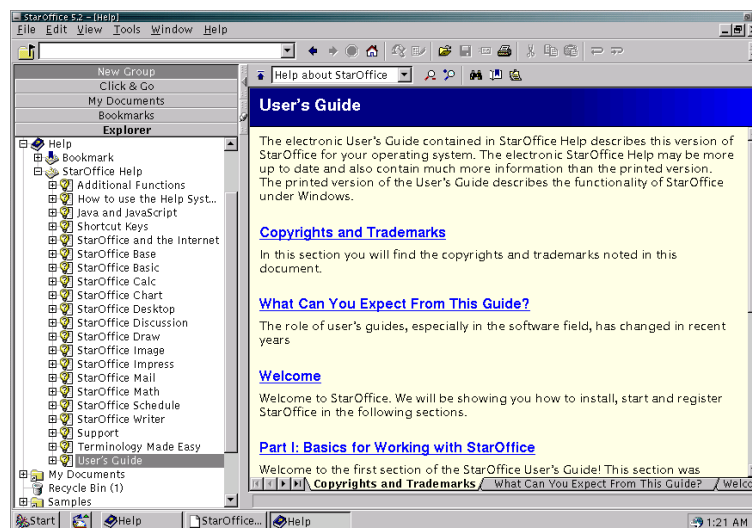 StarOffice 5.2 - [Help]
File Edit View Tools Window Help
New Group
Click & Go
My Documents
Bookmarks
Explorer
Help
Bookmark
StarOffice Help
Additional Functions
How to use the Help Syst...
Java and JavaScript
Shortcut Keys
StarOffice and the Internet
StarOffice Base
StarOffice Basic
StarOffice Calc
StarOffice Chart
StarOffice Desktop
StarOffice Discussion
StarOffice Draw
StarOffice Image
StarOffice Impress
StarOffice Mail
StarOffice Math
StarOffice Schedule
StarOffice Writer
Support
Terminology Made Easy
User's Guide
My Documents
Recycle Bin (1)
Samples
Help about StarOffice
User's Guide
The electronic User's Guide contained in StarOffice Help describes this version of
StarOffice for your operating system. The electronic StarOffice Help may be more
up to date and also contain much more information than the printed version.
The printed version of the User's Guide describes the functionality of StarOffice
under Windows.
Copyrights and Trademarks
In this section you will find the copyrights and trademarks noted in this
document.
What Can You Expect From This Guide?
The role of user's guides, especially in the software field, has changed in recent
years
Welcome
Welcome to StarOffice. We will be showing you how to install, start and register
StarOffice in the following sections.
Part I: Basics for Working with StarOffice
Welcome to the first section of the StarOffice User's Guide! This section was
Copyrights and Trademarks What Can You Expect From This Guide? Welco
Start Help StarOffice... Help 1:21 AM